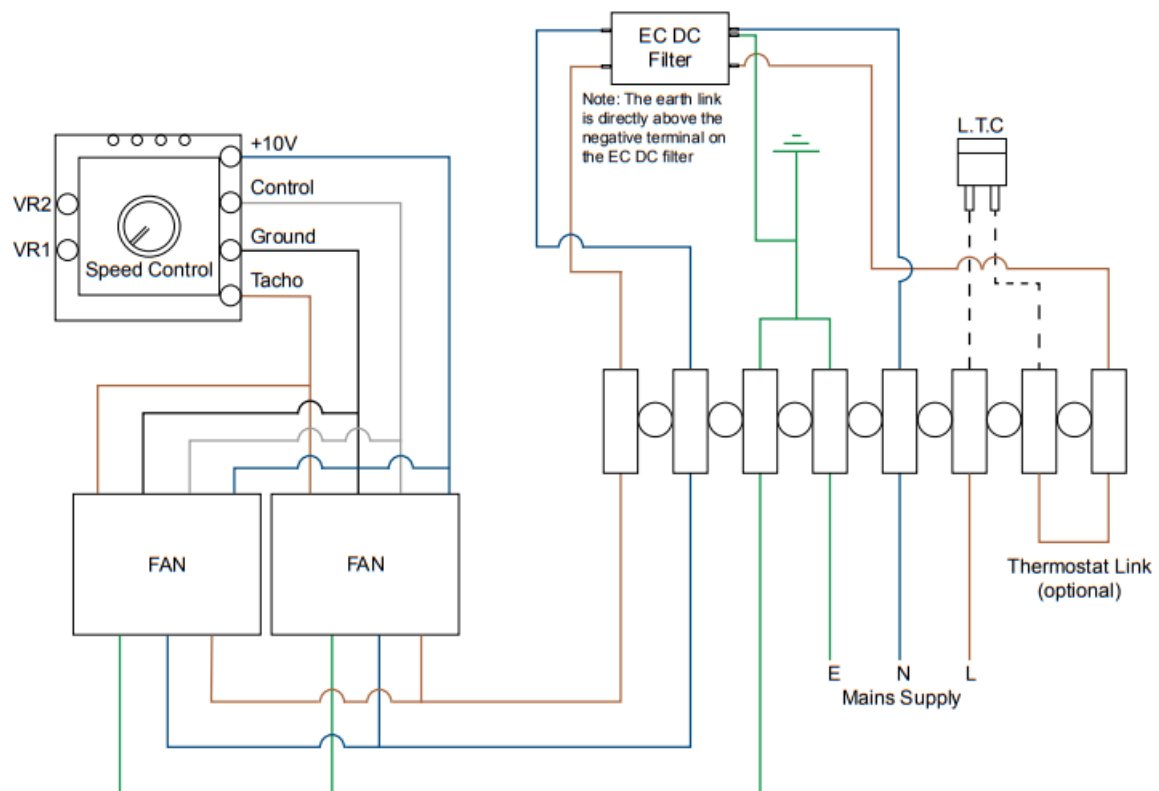 EC DC
Filter
Note: The earth link
is directly above the
negative terminal on
the EC DC filter
L.T.C
+10V
Control
Ground
Tacho
VR2
VR1
Speed Control
FAN
FAN
Thermostat Link
(optional)
E
N
L
Mains Supply